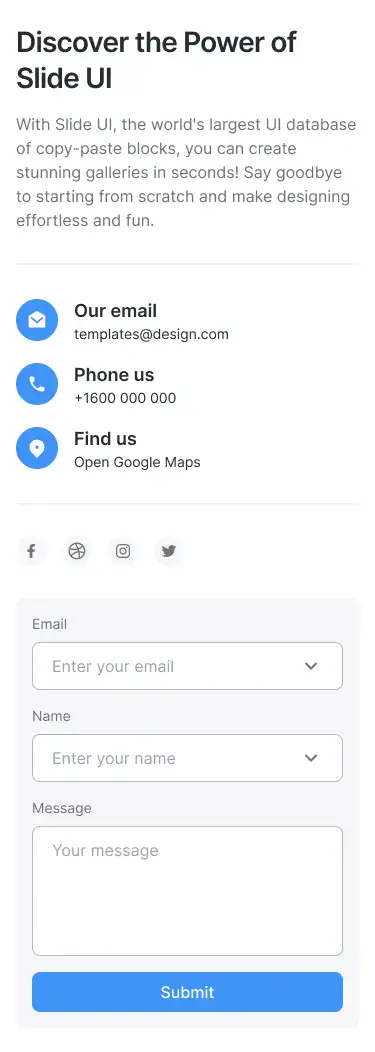 Discover the Power of
Slide UI
With Slide UI, the world's largest UI database
of copy-paste blocks, you can create
stunning galleries in seconds! Say goodbye
to starting from scratch and make designing
effortless and fun.
Our email
templates@design.com
Phone us
+1600 000 000
Find us
Open Google Maps
Email
Enter your email
Name
Enter your name
Message
Your message
Submit